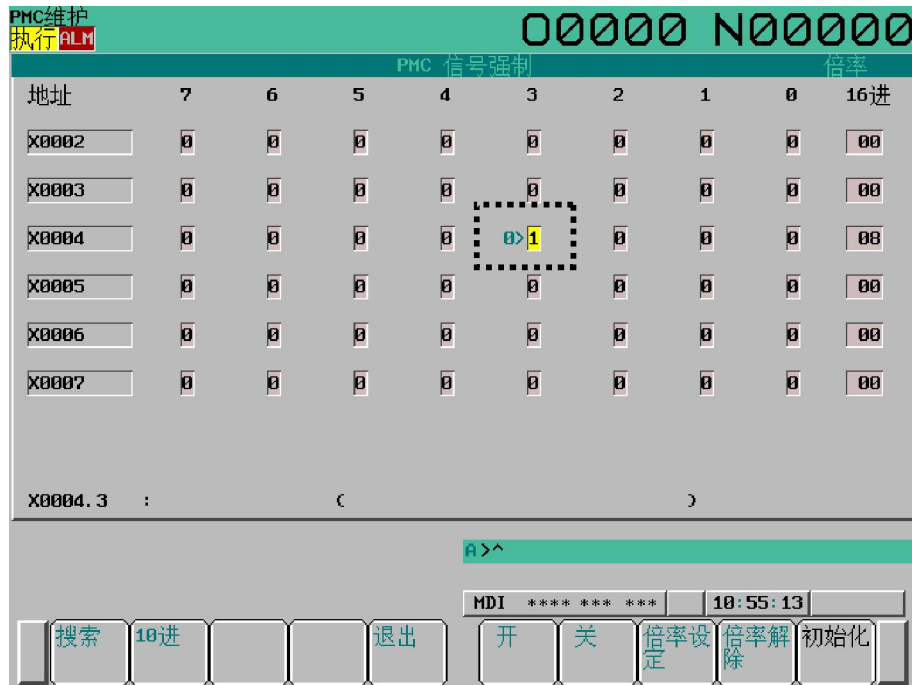 PMC维护
执行 ALM
O0000 N00000
PMC 信号强制 倍率
地址 7 6 5 4 3 2 1 0 16进
X0002 0 0 0 0 0 0 0 0 00
X0003 0 0 0 0 0 0 0 0 00
X0004 0 0 0 0 0>1 0 0 0 08
X0005 0 0 0 0 0 0 0 0 00
X0006 0 0 0 0 0 0 0 0 00
X0007 0 0 0 0 0 0 0 0 00
X0004.3 : ( )
A>^
MDI **** *** *** 10:55:13
搜索 10进 退出 开 关 倍率设定 倍率解除 初始化